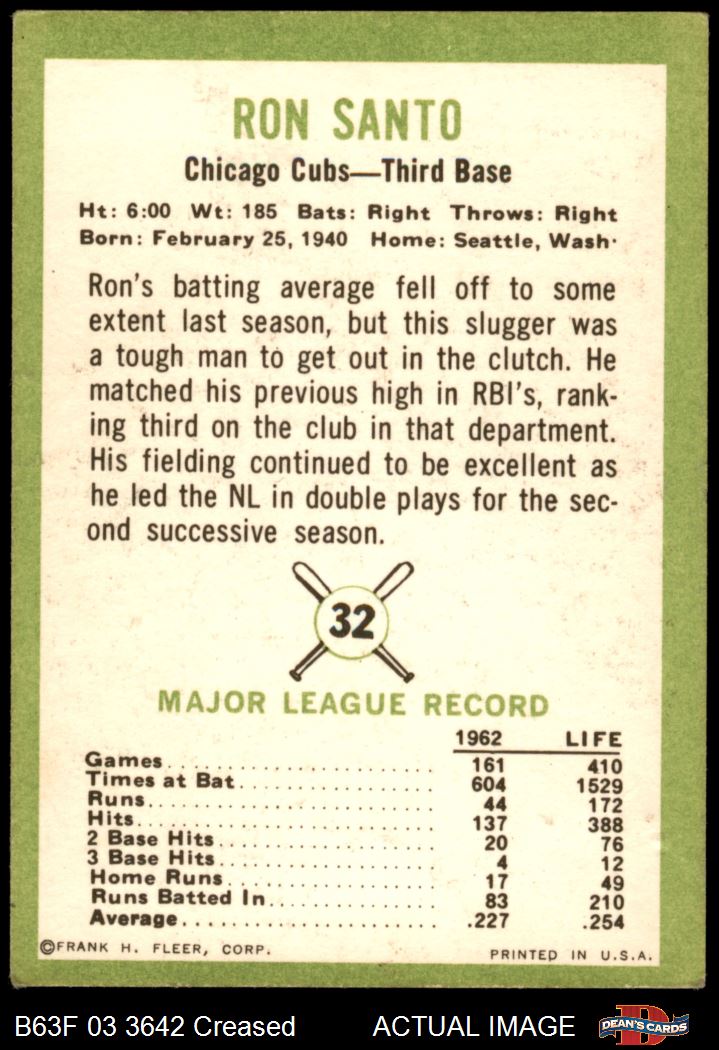 RON SANTO
Chicago Cubs—Third Base
Ht: 6:00 Wt: 185 Bats: Right Throws: Right
Born: February 25, 1940 Home: Seattle, Wash·
Ron's batting average fell off to some
extent last season, but this slugger was
a tough man to get out in the clutch. He
matched his previous high in RBI's, rank-
ing third on the club in that department.
His fielding continued to be excellent as
he led the NL in double plays for the sec-
ond successive season.
32
MAJOR LEAGUE RECORD
1962 LIFE
Games 161 410
Times at Bat 604 1529
Runs 44 172
Hits 137 388
2 Base Hits 20 76
3 Base Hits 4 12
Home Runs 17 49
Runs Batted In 83 210
Average .227 .254
©FRANK H. FLEER, CORP. PRINTED IN U.S.A.
B63F 03 3642 Creased ACTUAL IMAGE DEAN'S CARDS